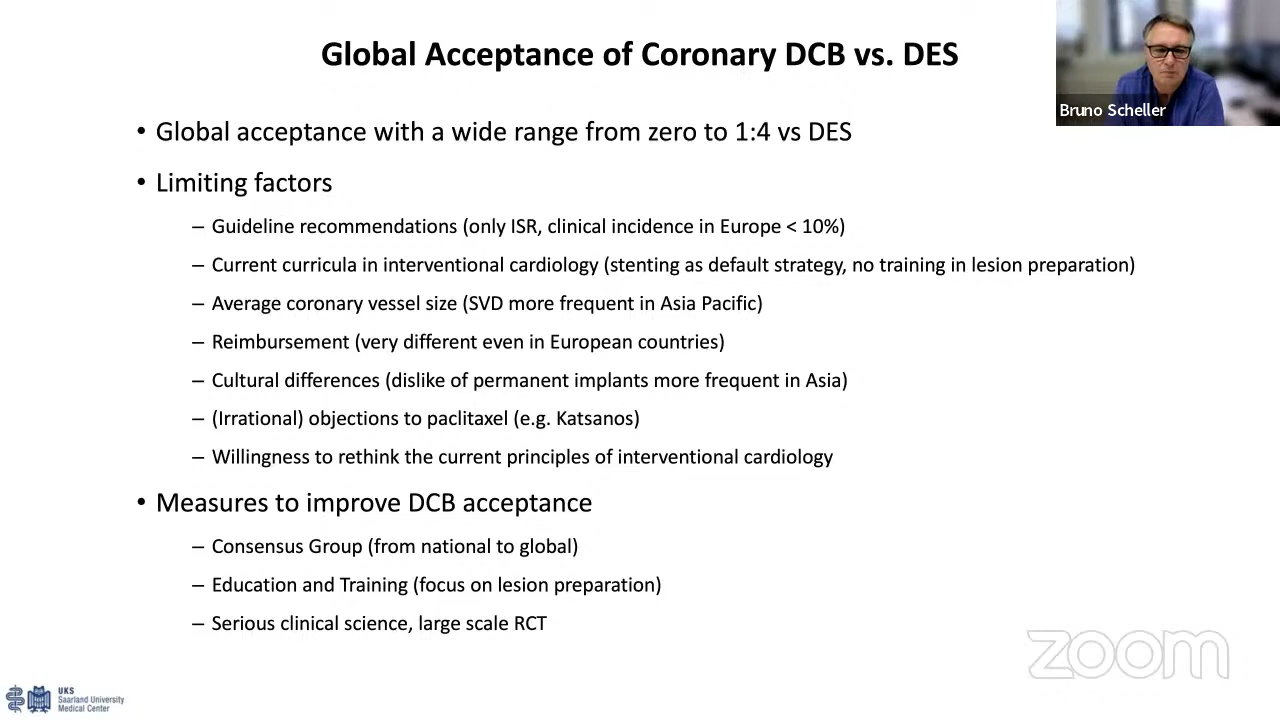 Global Acceptance of Coronary DCB vs. DES
Bruno Scheller
• Global acceptance with a wide range from zero to 1:4 vs DES
• Limiting factors
– Guideline recommendations (only ISR, clinical incidence in Europe < 10%)
– Current curricula in interventional cardiology (stenting as default strategy, no training in lesion preparation)
– Average coronary vessel size (SVD more frequent in Asia Pacific)
– Reimbursement (very different even in European countries)
– Cultural differences (dislike of permanent implants more frequent in Asia)
– (Irrational) objections to paclitaxel (e.g. Katsanos)
– Willingness to rethink the current principles of interventional cardiology
• Measures to improve DCB acceptance
– Consensus Group (from national to global)
– Education and Training (focus on lesion preparation)
– Serious clinical science, large scale RCT
zoom
UKS
Saarland University
Medical Center